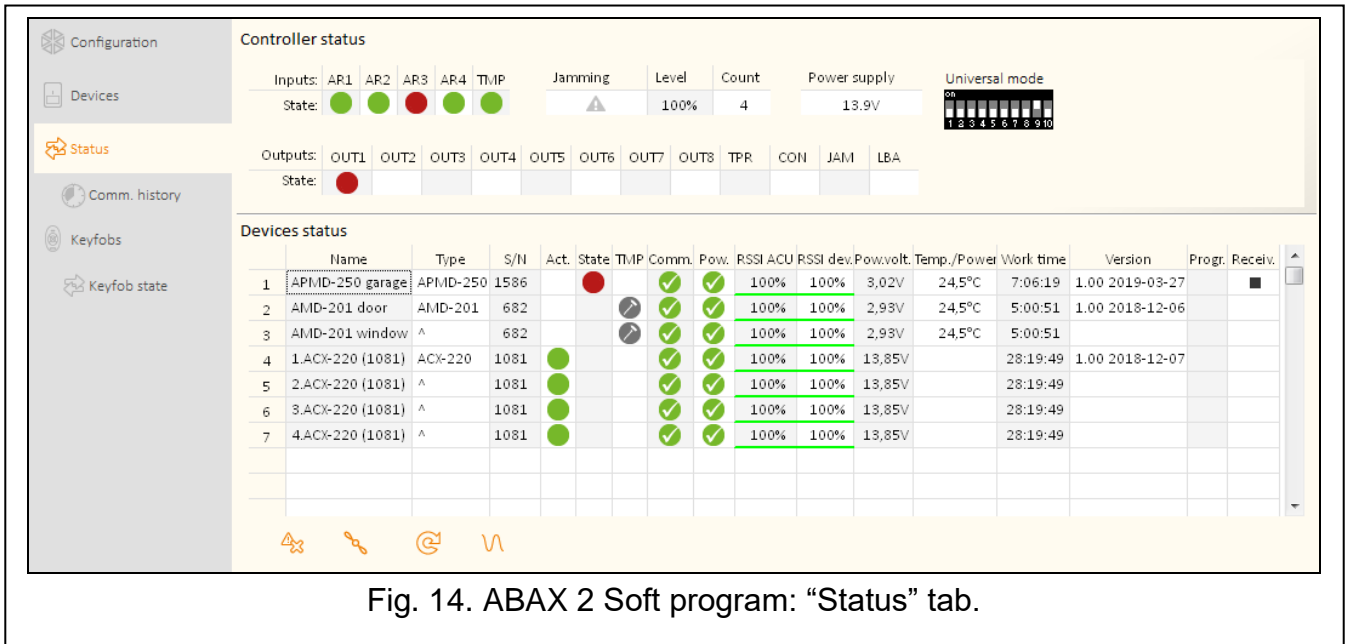 Configuration
Devices
Status
Comm. history
Keyfobs
Keyfob state
Controller status
Inputs: AR1 AR2 AR3 AR4 TMP Jamming Level Count Power supply Universal mode
State: 100% 4 13.9V
on
1 2 3 4 5 6 7 8 9 10
Outputs: OUT1 OUT2 OUT3 OUT4 OUT5 OUT6 OUT7 OUT8 TPR CON JAM LBA
State:
Devices status
Name Type S/N Act. State TMP Comm. Pow. RSSI ACU RSSI dev. Pow.volt. Temp./Power Work time Version Progr. Receiv.
1 APMD-250 garage APMD-250 1586 100% 100% 3,02V 24,5°C 7:06:19 1.00 2019-03-27
2 AMD-201 door AMD-201 682 100% 100% 2,93V 24,5°C 5:00:51 1.00 2018-12-06
3 AMD-201 window ^ 682 100% 100% 2,93V 24,5°C 5:00:51
4 1.ACX-220 (1081) ACX-220 1081 100% 100% 13,85V 28:19:49 1.00 2018-12-07
5 2.ACX-220 (1081) ^ 1081 100% 100% 13,85V 28:19:49
6 3.ACX-220 (1081) ^ 1081 100% 100% 13,85V 28:19:49
7 4.ACX-220 (1081) ^ 1081 100% 100% 13,85V 28:19:49
Fig. 14. ABAX 2 Soft program: “Status” tab.